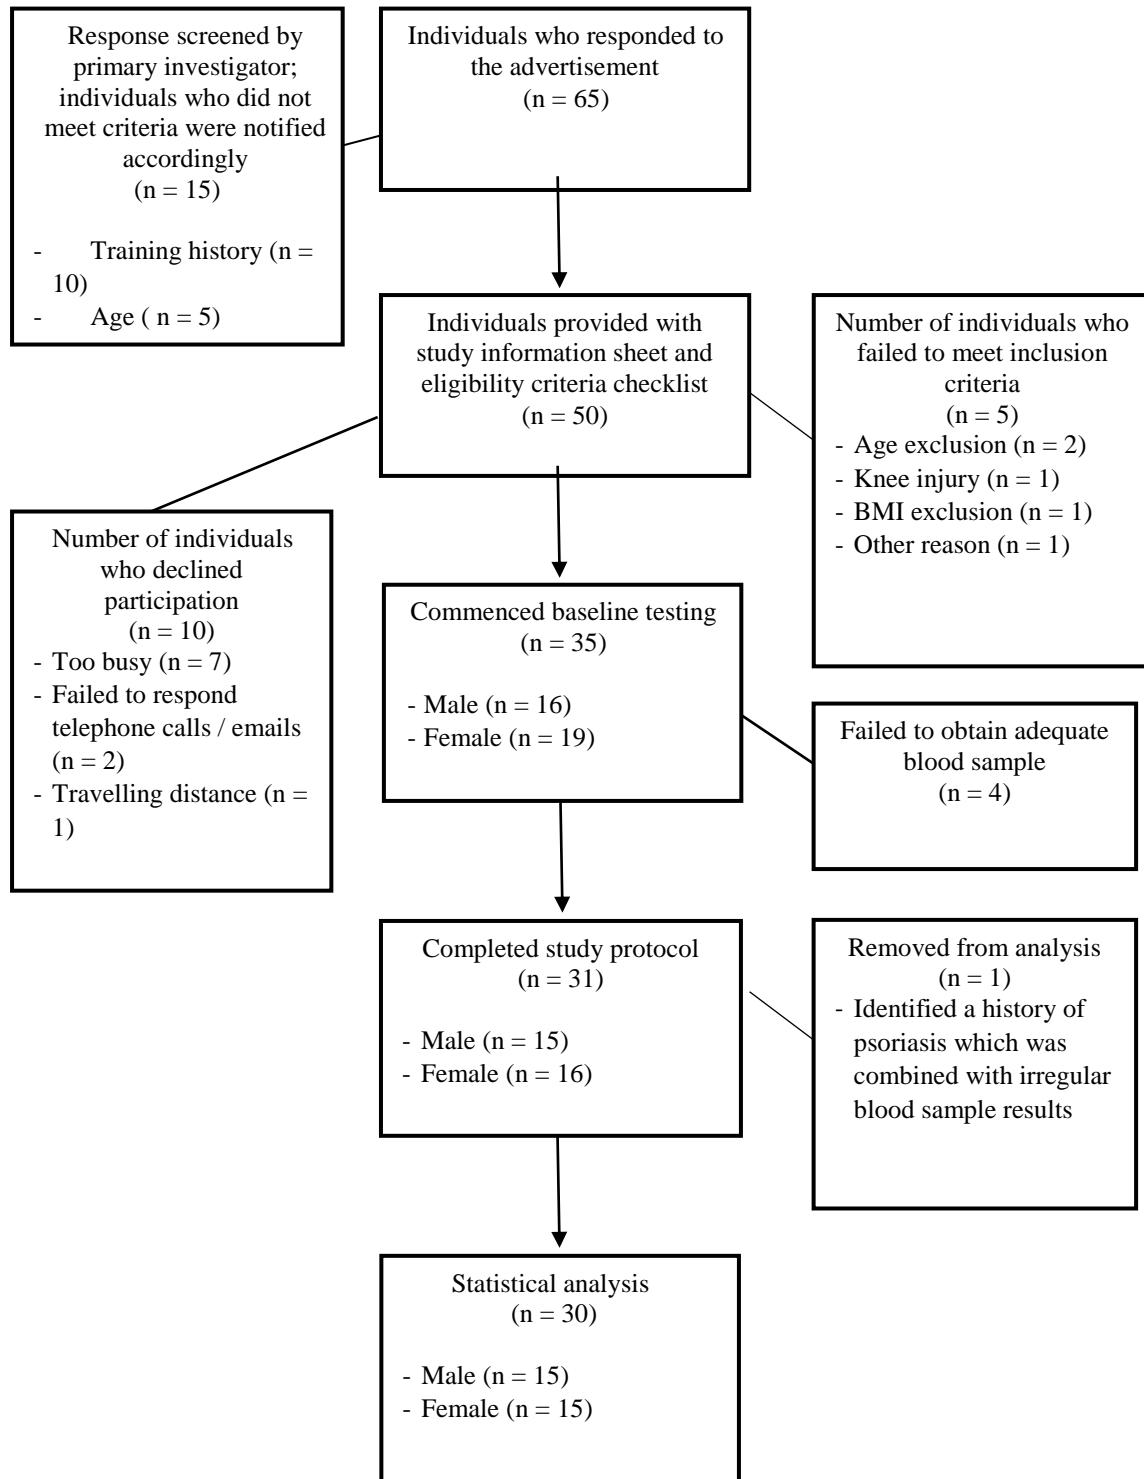 Response screened by
primary investigator;
individuals who did not
meet criteria were notified
accordingly
(n = 15)
- Training history (n =
10)
- Age ( n = 5)
Individuals who responded to
the advertisement
(n = 65)
Individuals provided with
study information sheet and
eligibility criteria checklist
(n = 50)
Number of individuals who
failed to meet inclusion
criteria
(n = 5)
- Age exclusion (n = 2)
- Knee injury (n = 1)
- BMI exclusion (n = 1)
- Other reason (n = 1)
Number of individuals
who declined
participation
(n = 10)
- Too busy (n = 7)
- Failed to respond
telephone calls / emails
(n = 2)
- Travelling distance (n =
1)
Commenced baseline testing
(n = 35)
- Male (n = 16)
- Female (n = 19)
Failed to obtain adequate
blood sample
(n = 4)
Completed study protocol
(n = 31)
- Male (n = 15)
- Female (n = 16)
Removed from analysis
(n = 1)
- Identified a history of
psoriasis which was
combined with irregular
blood sample results
Statistical analysis
(n = 30)
- Male (n = 15)
- Female (n = 15)